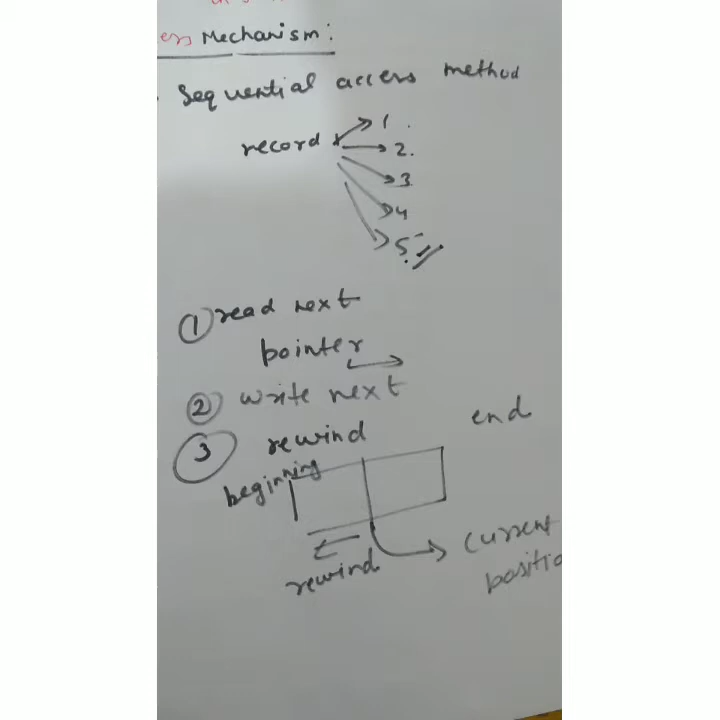 Mechanism:
Sequential access method
record
1.
2.
3
4
5.
① read next
pointer
② write next
③ rewind
end
beginning
rewind
current